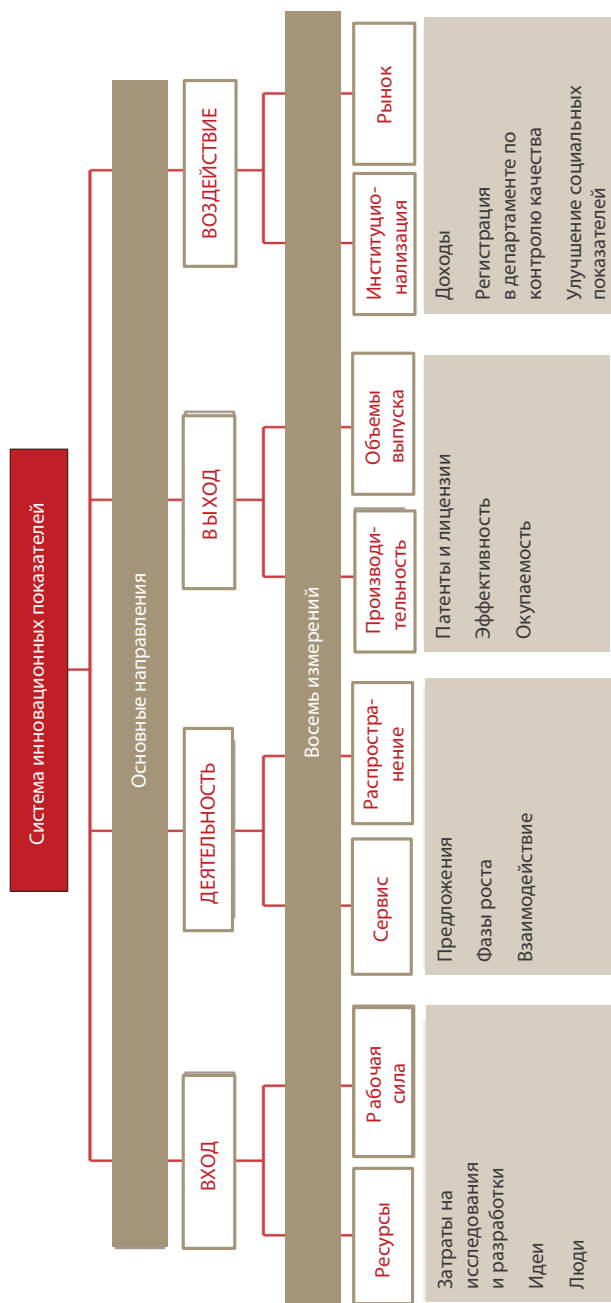 Система инновационных показателей
Основные направления
ВХОД
ДЕЯТЕЛЬНОСТЬ
ВЫХОД
ВОЗДЕЙСТВИЕ
Восемь измерений
Ресурсы
Рабочая
сила
Сервис
Распростра-
нение
Производи-
тельность
Объемы
выпуска
Институцио-
нализация
Рынок
Затраты на
исследования
и разработки
Идеи
Люди
Предложения
Фазы роста
Взаимодействие
Патенты и лицензии
Эффективность
Окупаемость
Доходы
Регистрация
в департаменте по
контролю качества
Улучшение социальных
показателей